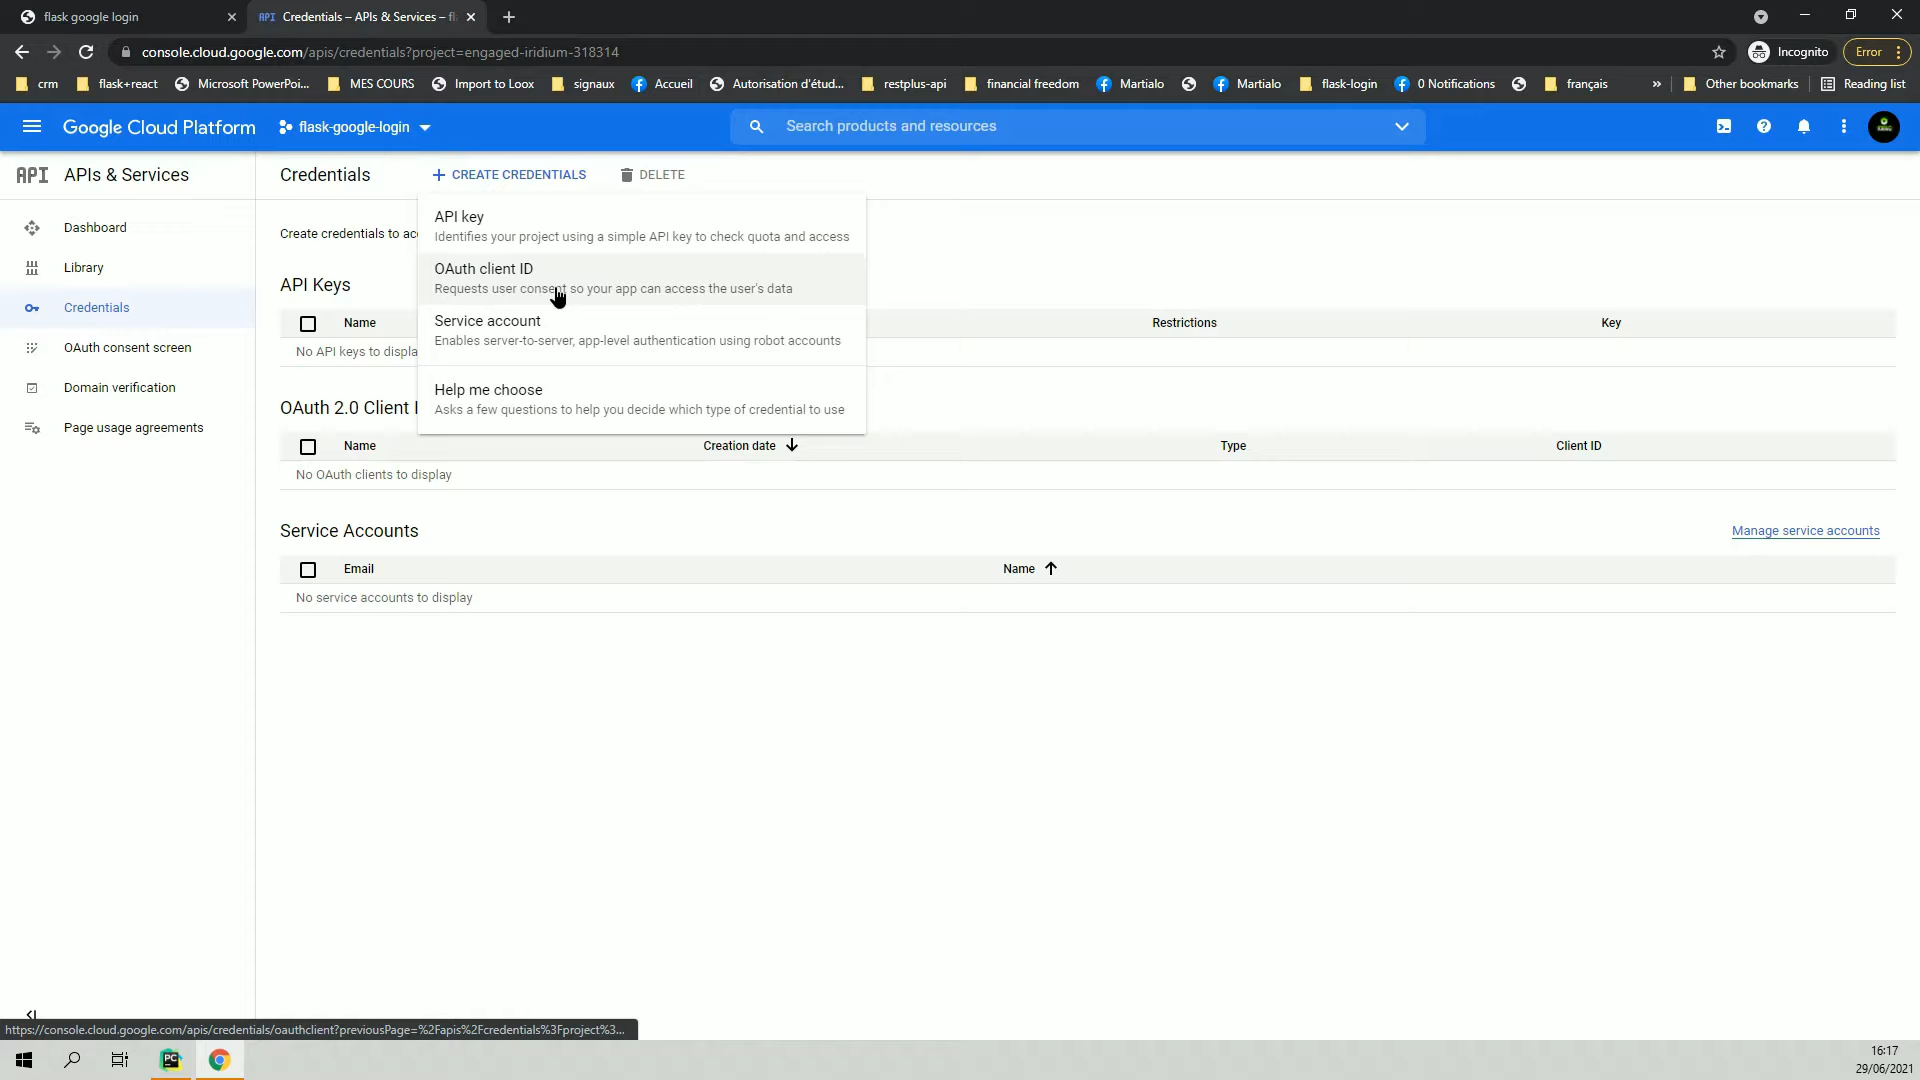 flask google login
API Credentials – APIs & Services – fl
console.cloud.google.com/apis/credentials?project=engaged-iridium-318314
Incognito
Error
crm
flask+react
Microsoft PowerPoi...
MES COURS
Import to Loox
signaux
Accueil
Autorisation d'étud...
restplus-api
financial freedom
Martialo
Martialo
flask-login
0 Notifications
français
»
Other bookmarks
Reading list
Google Cloud Platform
flask-google-login
Search products and resources
API APIs & Services
Credentials
+ CREATE CREDENTIALS
DELETE
Dashboard
Library
Credentials
OAuth consent screen
Domain verification
Page usage agreements
Create credentials to acc
API key
Identifies your project using a simple API key to check quota and access
OAuth client ID
Requests user consent so your app can access the user's data
Service account
Enables server-to-server, app-level authentication using robot accounts
Help me choose
Asks a few questions to help you decide which type of credential to use
API Keys
Name
Restrictions
Key
No API keys to displa
OAuth 2.0 Client I
Name
Creation date
Type
Client ID
No OAuth clients to display
Service Accounts
Manage service accounts
Email
Name
No service accounts to display
https://console.cloud.google.com/apis/credentials/oauthclient?previousPage=%2Fapis%2Fcredentials%3Fproject%3...
PC
16:17
29/06/2021